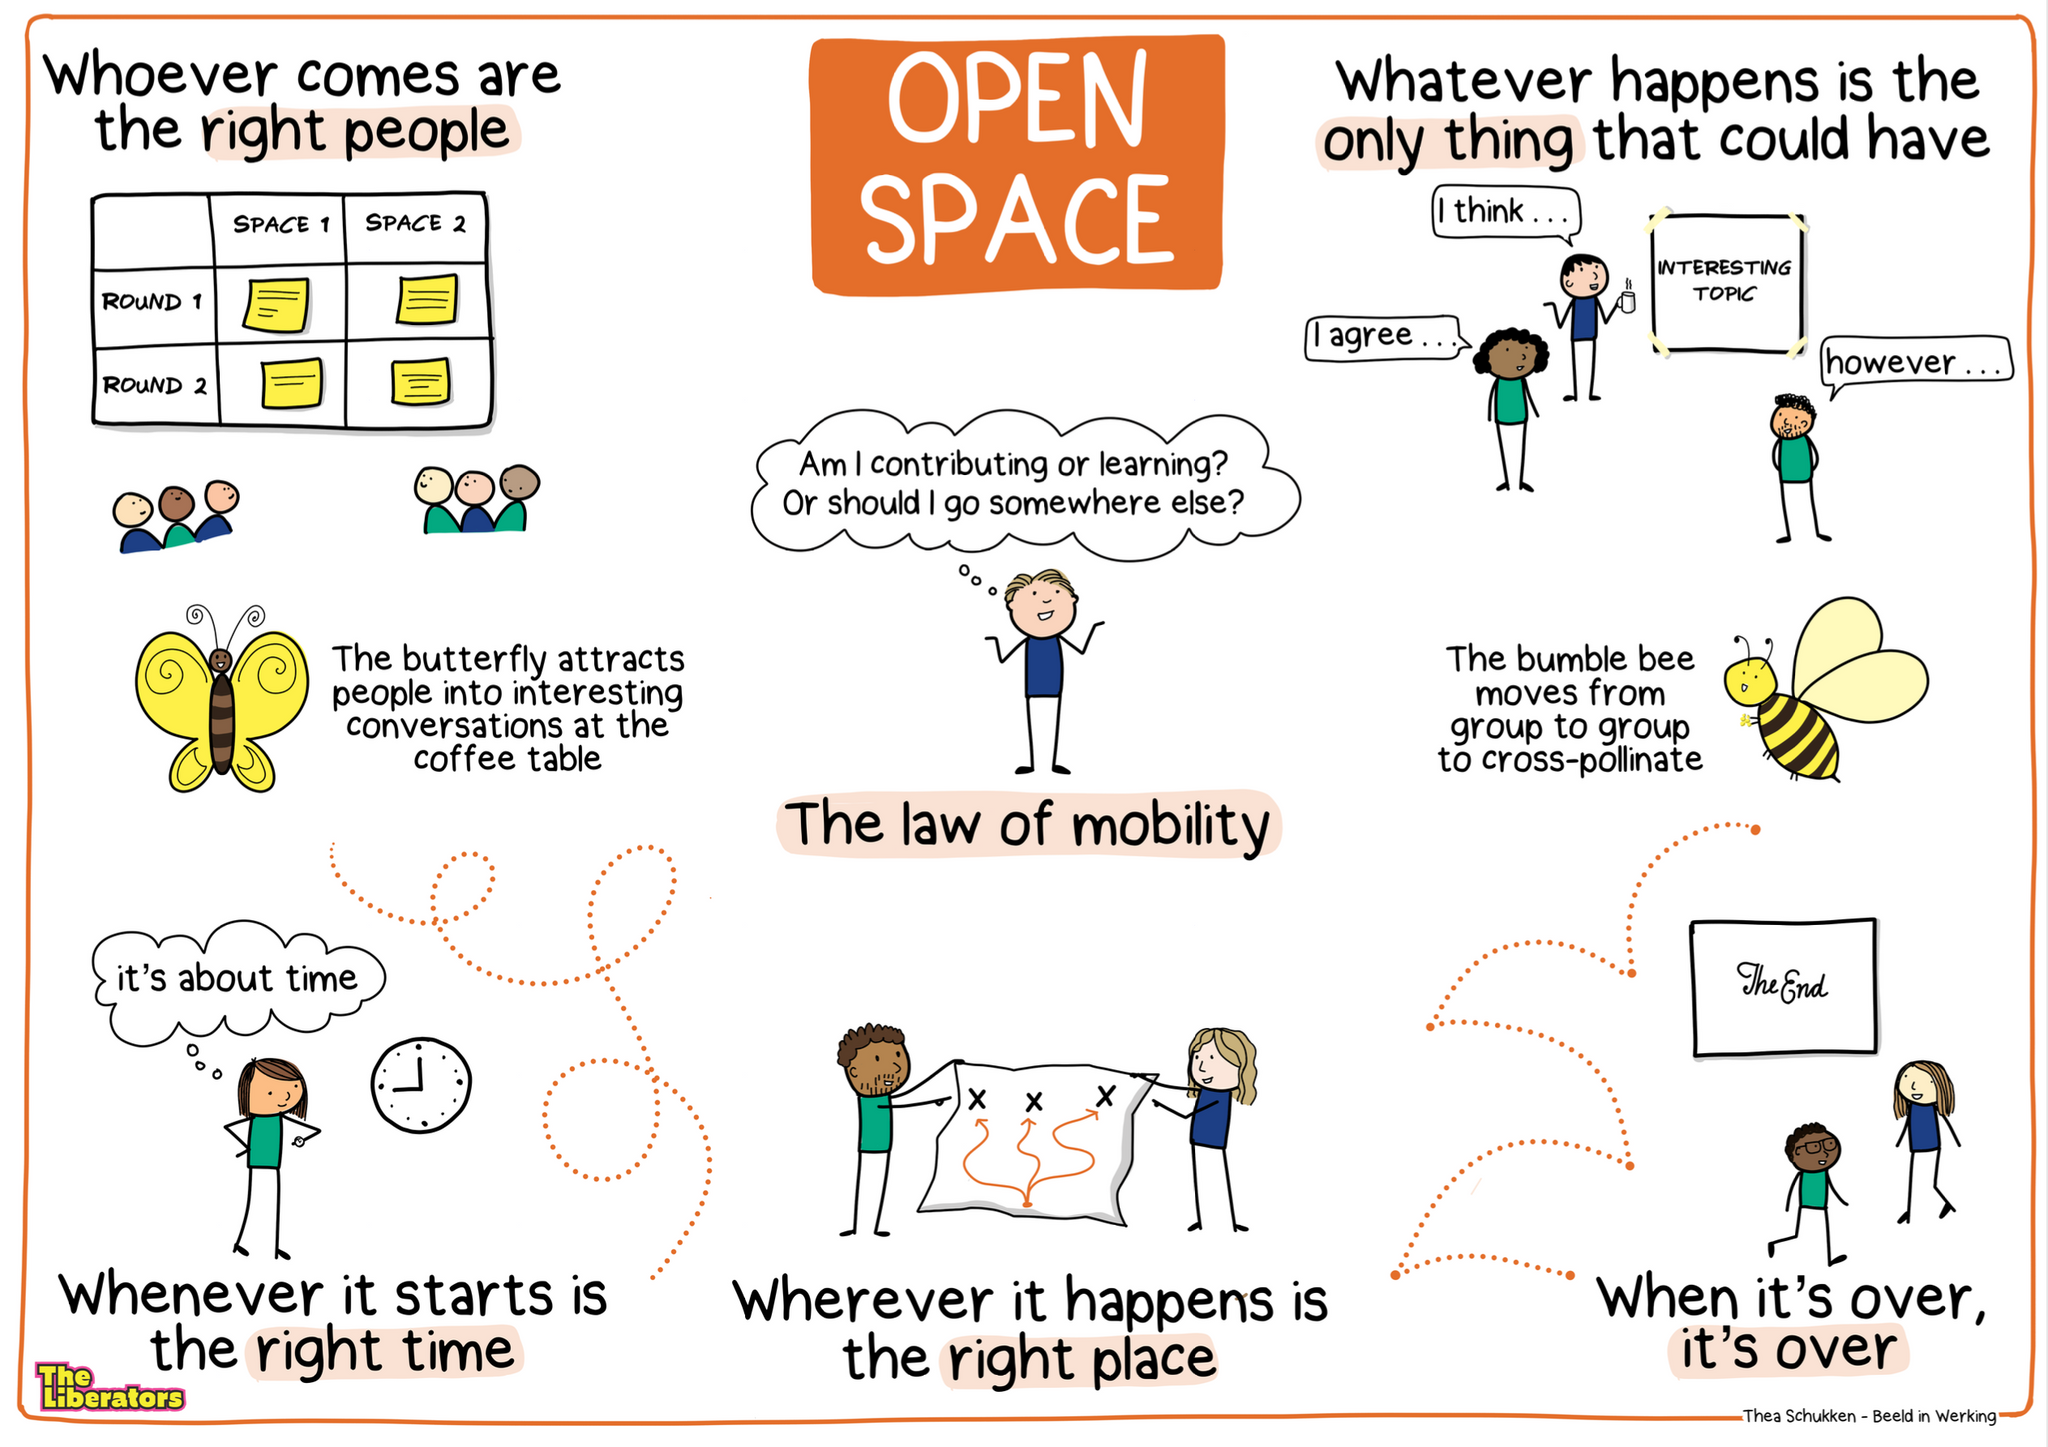 OPEN
SPACE
Whoever comes are
the right people
SPACE 1
SPACE 2
ROUND 1
ROUND 2
Whatever happens is the
only thing that could have
I think ...
INTERESTING
TOPIC
I agree ...
however ...
Am I contributing or learning?
Or should I go somewhere else?
The law of mobility
The butterfly attracts
people into interesting
conversations at the
coffee table
The bumble bee
moves from
group to group
to cross-pollinate
it's about time
Whenever it starts is
the right time
X X X
Wherever it happens is
the right place
The End
When it's over,
it's over
The
Liberators
Thea Schukken - Beeld in Werking